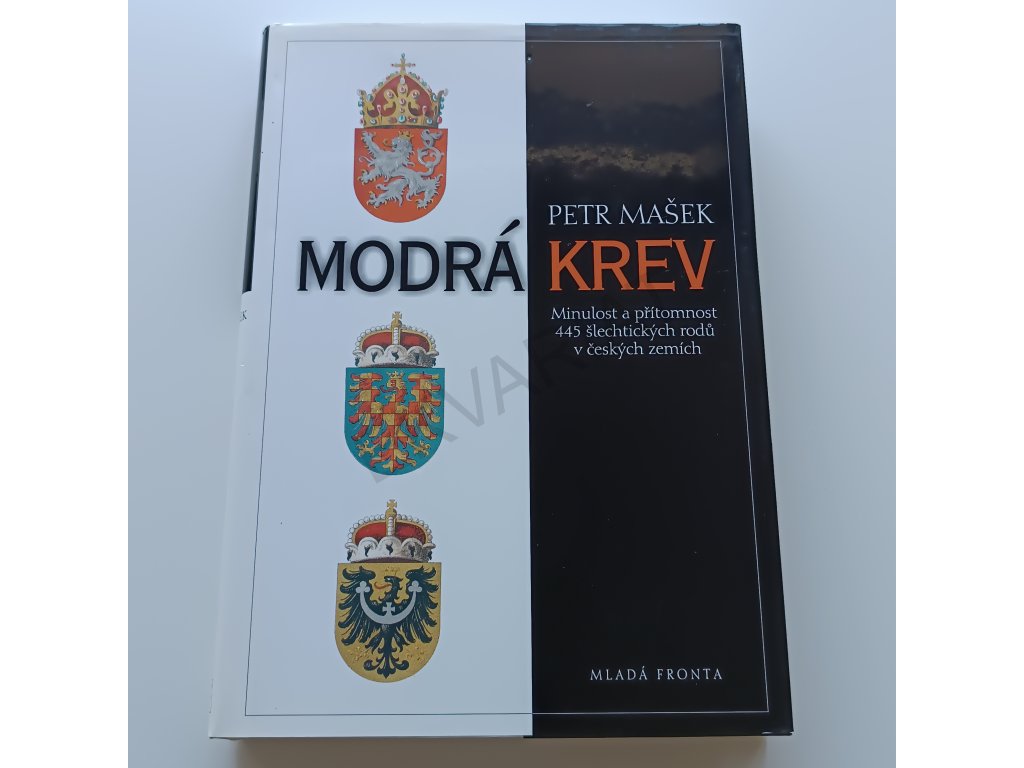 PETR MAŠEK
MODRÁ KREV
Minulost a přítomnost
445 šlechtických rodů
v českých zemích
MLADÁ FRONTA